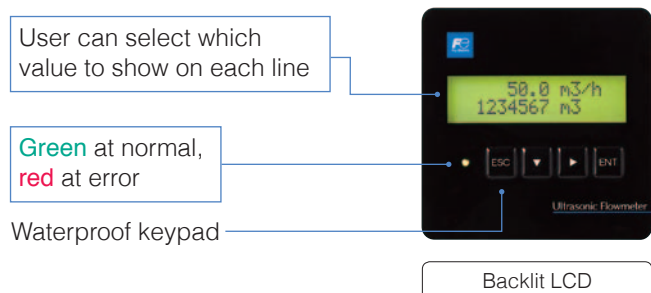 User can select which
value to show on each line
50.0 m3/h
1234567 m3
Green at normal,
red at error
ESC
ENT
Waterproof keypad
Ultrasonic Flowmeter
Backlit LCD